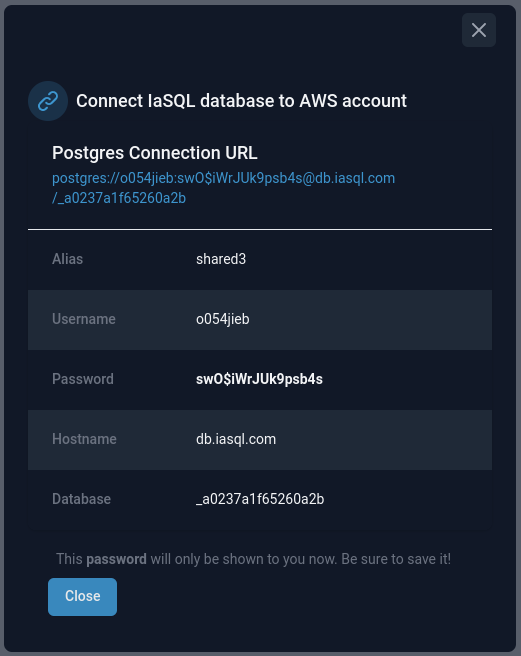 Connect IaSQL database to AWS account
Postgres Connection URL
postgres://o054jieb:swO$iWrJUk9psb4s@db.iasql.com
/_a0237a1f65260a2b
Alias shared3
Username o054jieb
Password swO$iWrJUk9psb4s
Hostname db.iasql.com
Database _a0237a1f65260a2b
This password will only be shown to you now. Be sure to save it!
Close